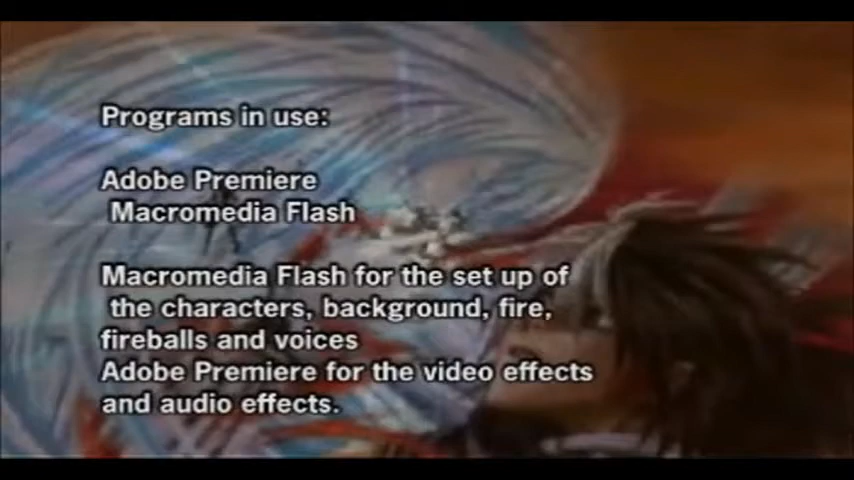 Programs in use:
Adobe Premiere
Macromedia Flash
Macromedia Flash for the set up of
the characters, background, fire,
fireballs and voices
Adobe Premiere for the video effects
and audio effects.